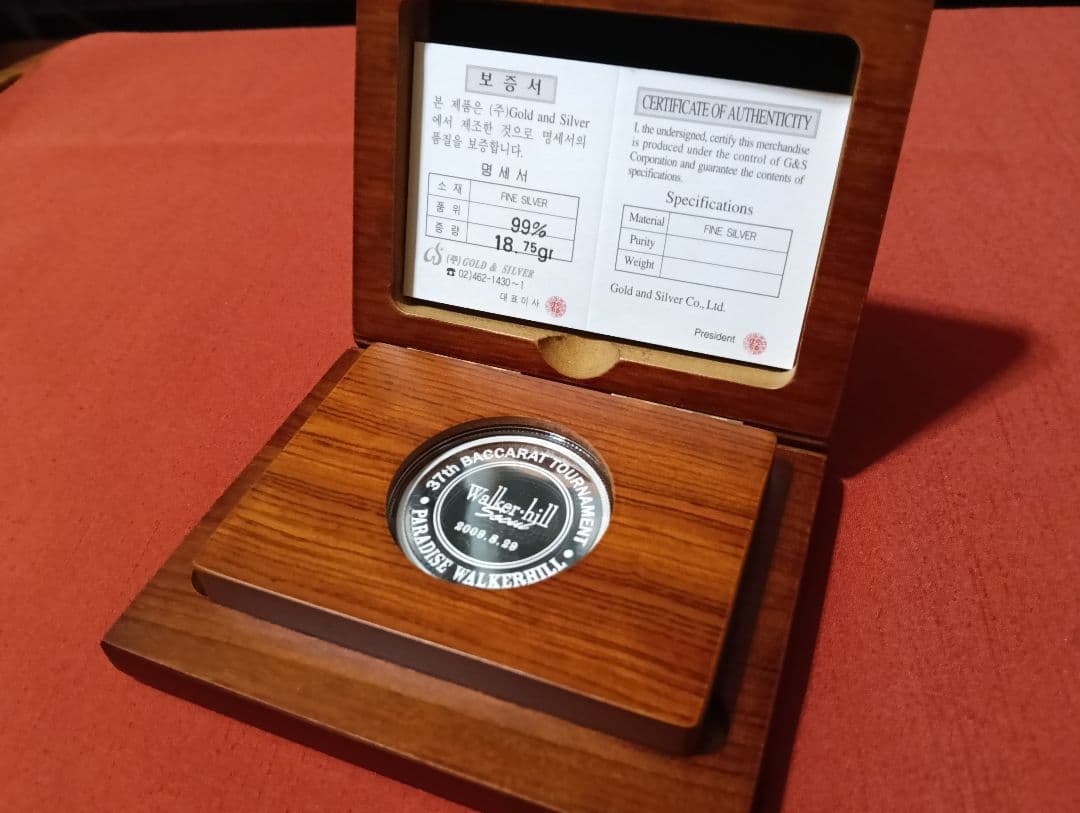 보증서
본 제품은 (주)Gold and Silver
에서 제조한 것으로 명세서의
품질을 보증합니다.
명세서
소재 FINE SILVER
품위 99%
중량 18.75gr
(주)GOLD & SILVER
☎ 02)462-1430~1
대표이사
CERTIFICATE OF AUTHENTICITY
I, the undersigned, certify this merchandise
is produced under the control of G&S
Corporation and guarantee the contents of
specifications.
Specifications
Material FINE SILVER
Purity
Weight
Gold and Silver Co., Ltd.
President
37th BACCARAT TOURNAMENT
Walker·hill
Seoul
2009.8.29
• PARADISE WALKERHILL •